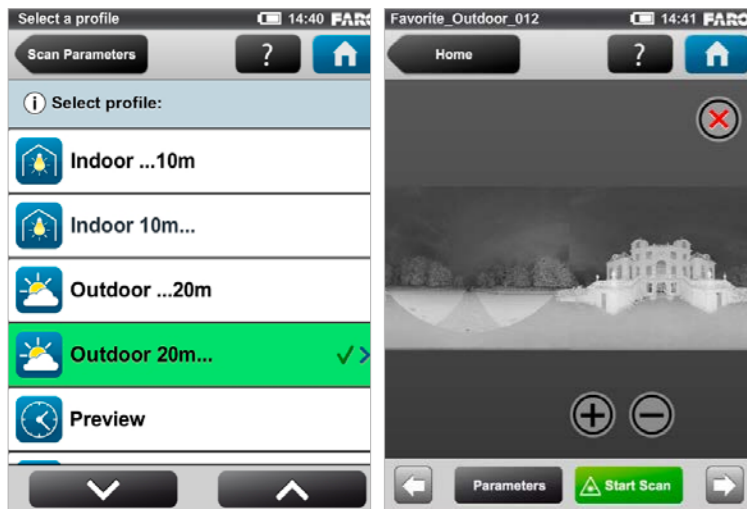 Select a profile
14:40 FARO
Scan Parameters
?
i Select profile:
Indoor ...10m
Indoor 10m...
Outdoor ...20m
Outdoor 20m...
Preview
Favorite_Outdoor_012
14:41 FARO
Home
?
Parameters
Start Scan